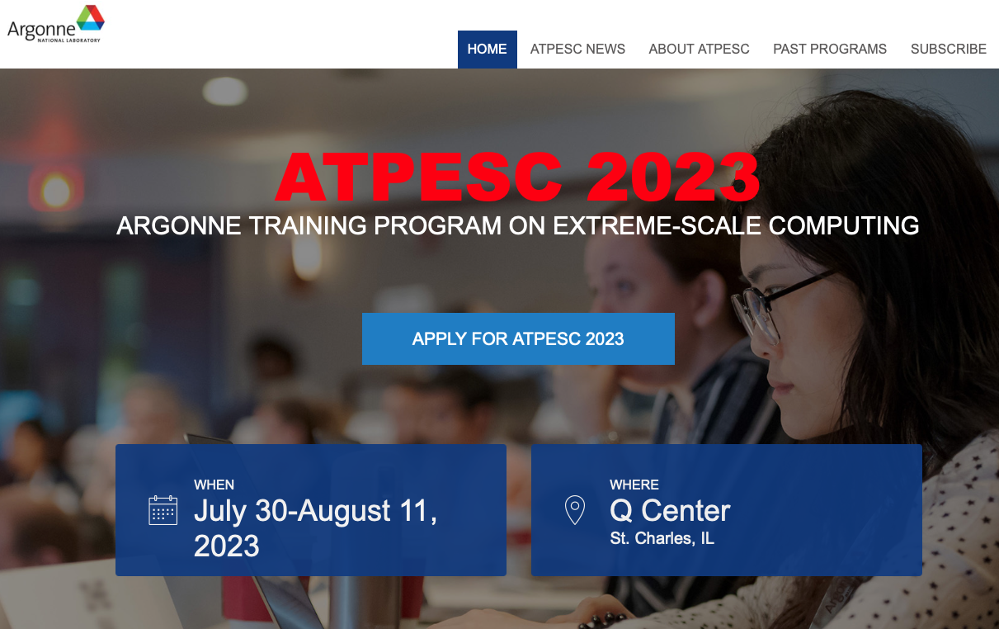 Argonne
NATIONAL LABORATORY
HOME ATPESC NEWS ABOUT ATPESC PAST PROGRAMS SUBSCRIBE
ATPESC 2023
ARGONNE TRAINING PROGRAM ON EXTREME-SCALE COMPUTING
APPLY FOR ATPESC 2023
WHEN
July 30-August 11,
2023
WHERE
Q Center
St. Charles, IL